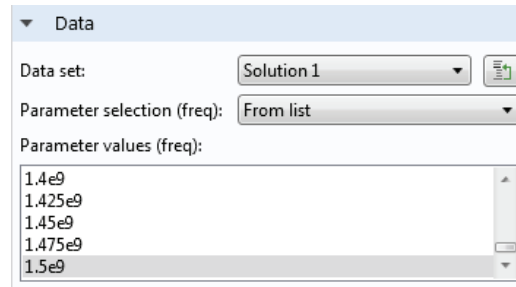 Data
Data set: Solution 1
Parameter selection (freq): From list
Parameter values (freq):
1.4e9
1.425e9
1.45e9
1.475e9
1.5e9